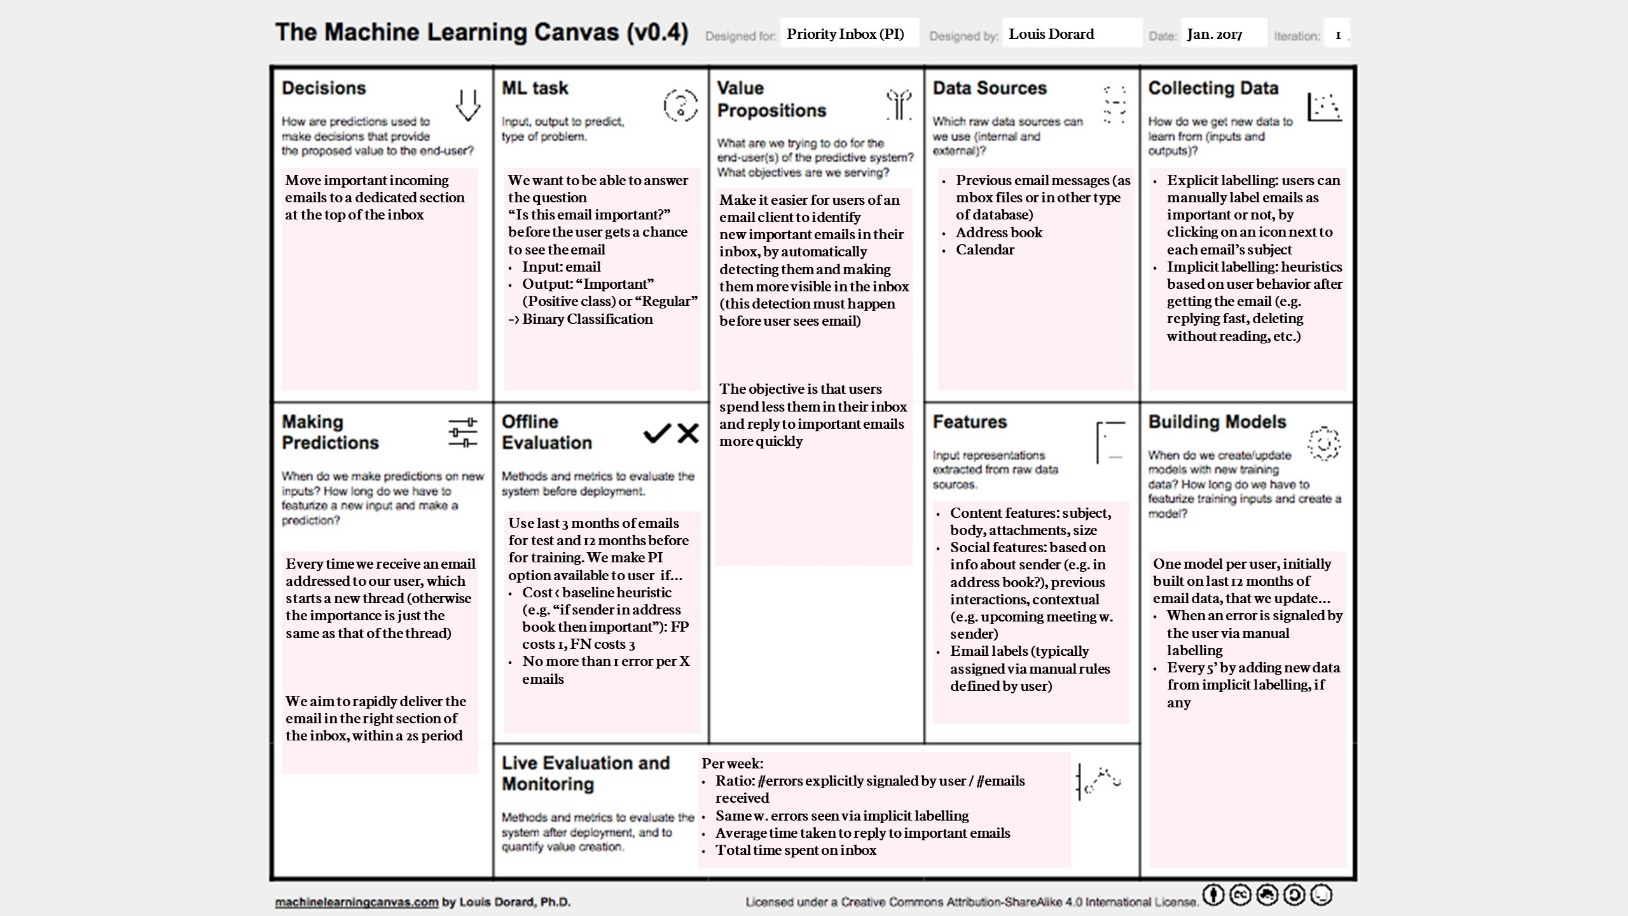 The Machine Learning Canvas (v0.4)
Designed for: Priority Inbox (PI)
Designed by: Louis Dorard
Date: Jan. 2017
Iteration: 1 .
Decisions
How are predictions used to
make decisions that provide
the proposed value to the end-user?
Move important incoming
emails to a dedicated section
at the top of the inbox
ML task
Input, output to predict,
type of problem.
We want to be able to answer
the question
“Is this email important?”
before the user gets a chance
to see the email
• Input: email
• Output: “Important”
(Positive class) or “Regular”
-> Binary Classification
Value
Propositions
What are we trying to do for the
end-user(s) of the predictive system?
What objectives are we serving?
Make it easier for users of an
email client to identify
new important emails in their
inbox, by automatically
detecting them and making
them more visible in the inbox
(this detection must happen
before user sees email)
The objective is that users
spend less them in their inbox
and reply to important emails
more quickly
Data Sources
Which raw data sources can
we use (internal and
external)?
• Previous email messages (as
mbox files or in other type
of database)
• Address book
• Calendar
Collecting Data
How do we get new data to
learn from (inputs and
outputs)?
• Explicit labelling: users can
manually label emails as
important or not, by
clicking on an icon next to
each email’s subject
• Implicit labelling: heuristics
based on user behavior after
getting the email (e.g.
replying fast, deleting
without reading, etc.)
Making
Predictions
When do we make predictions on new
inputs? How long do we have to
featurize a new input and make a
prediction?
Every time we receive an email
addressed to our user, which
starts a new thread (otherwise
the importance is just the
same as that of the thread)
We aim to rapidly deliver the
email in the right section of
the inbox, within a 2s period
Offline
Evaluation
Methods and metrics to evaluate the
system before deployment.
Use last 3 months of emails
for test and 12 months before
for training. We make PI
option available to user if…
• Cost < baseline heuristic
(e.g. “if sender in address
book then important”): FP
costs 1, FN costs 3
• No more than 1 error per X
emails
Features
Input representations
extracted from raw data
sources.
• Content features: subject,
body, attachments, size
• Social features: based on
info about sender (e.g. in
address book?), previous
interactions, contextual
(e.g. upcoming meeting w.
sender)
• Email labels (typically
assigned via manual rules
defined by user)
Building Models
When do we create/update
models with new training
data? How long do we have to
featurize training inputs and create a
model?
One model per user, initially
built on last 12 months of
email data, that we update…
• When an error is signaled by
the user via manual
labelling
• Every 5’ by adding new data
from implicit labelling, if
any
Live Evaluation and
Monitoring
Methods and metrics to evaluate the
system after deployment, and to
quantify value creation.
Per week:
• Ratio: #errors explicitly signaled by user / #emails
received
• Same w. errors seen via implicit labelling
• Average time taken to reply to important emails
• Total time spent on inbox
machinelearningcanvas.com by Louis Dorard, Ph.D.
Licensed under a Creative Commons Attribution-ShareAlike 4.0 International License.